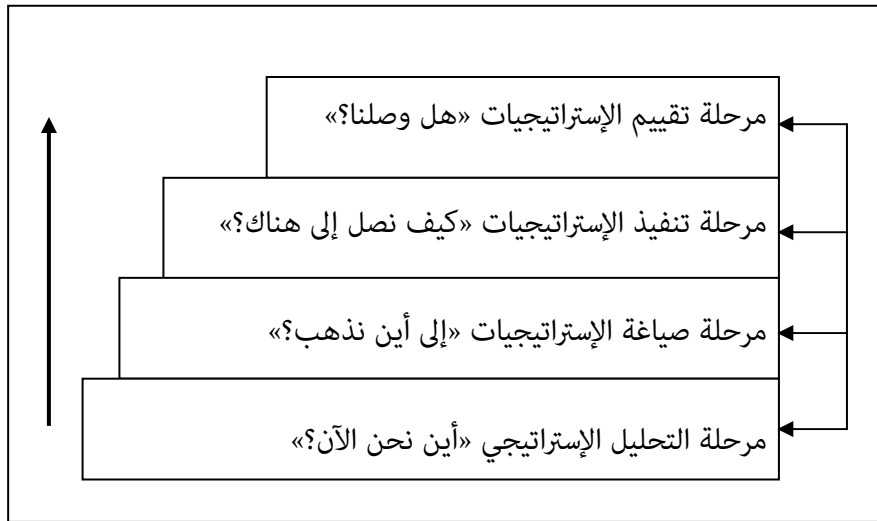 مرحلة تقييم الإستراتيجيات «هل وصلنا؟»
مرحلة تنفيذ الإستراتيجيات «كيف نصل إلى هناك؟»
مرحلة صياغة الإستراتيجيات «إلى أين نذهب؟»
مرحلة التحليل الإستراتيجي «أين نحن الآن؟»